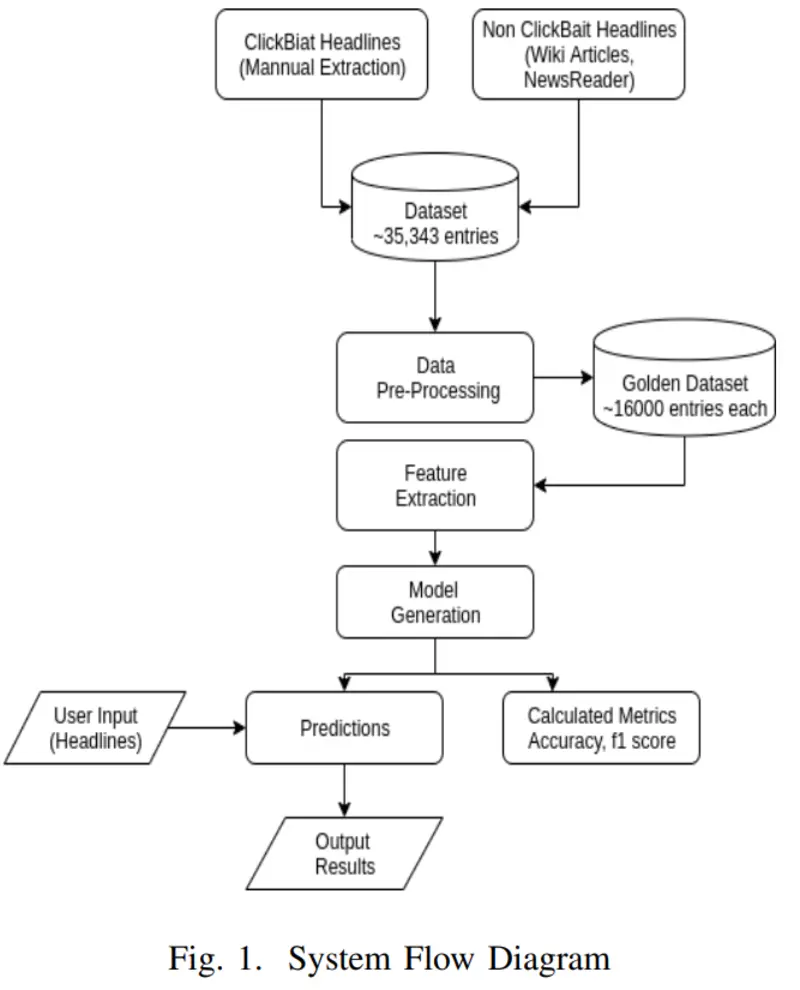 ClickBiat Headlines
(Mannual Extraction)
Non ClickBait Headlines
(Wiki Articles,
NewsReader)
Dataset
~35,343 entries
Data
Pre-Processing
Golden Dataset
~16000 entries each
Feature
Extraction
Model
Generation
User Input
(Headlines)
Predictions
Calculated Metrics
Accuracy, f1 score
Output
Results
Fig. 1. System Flow Diagram